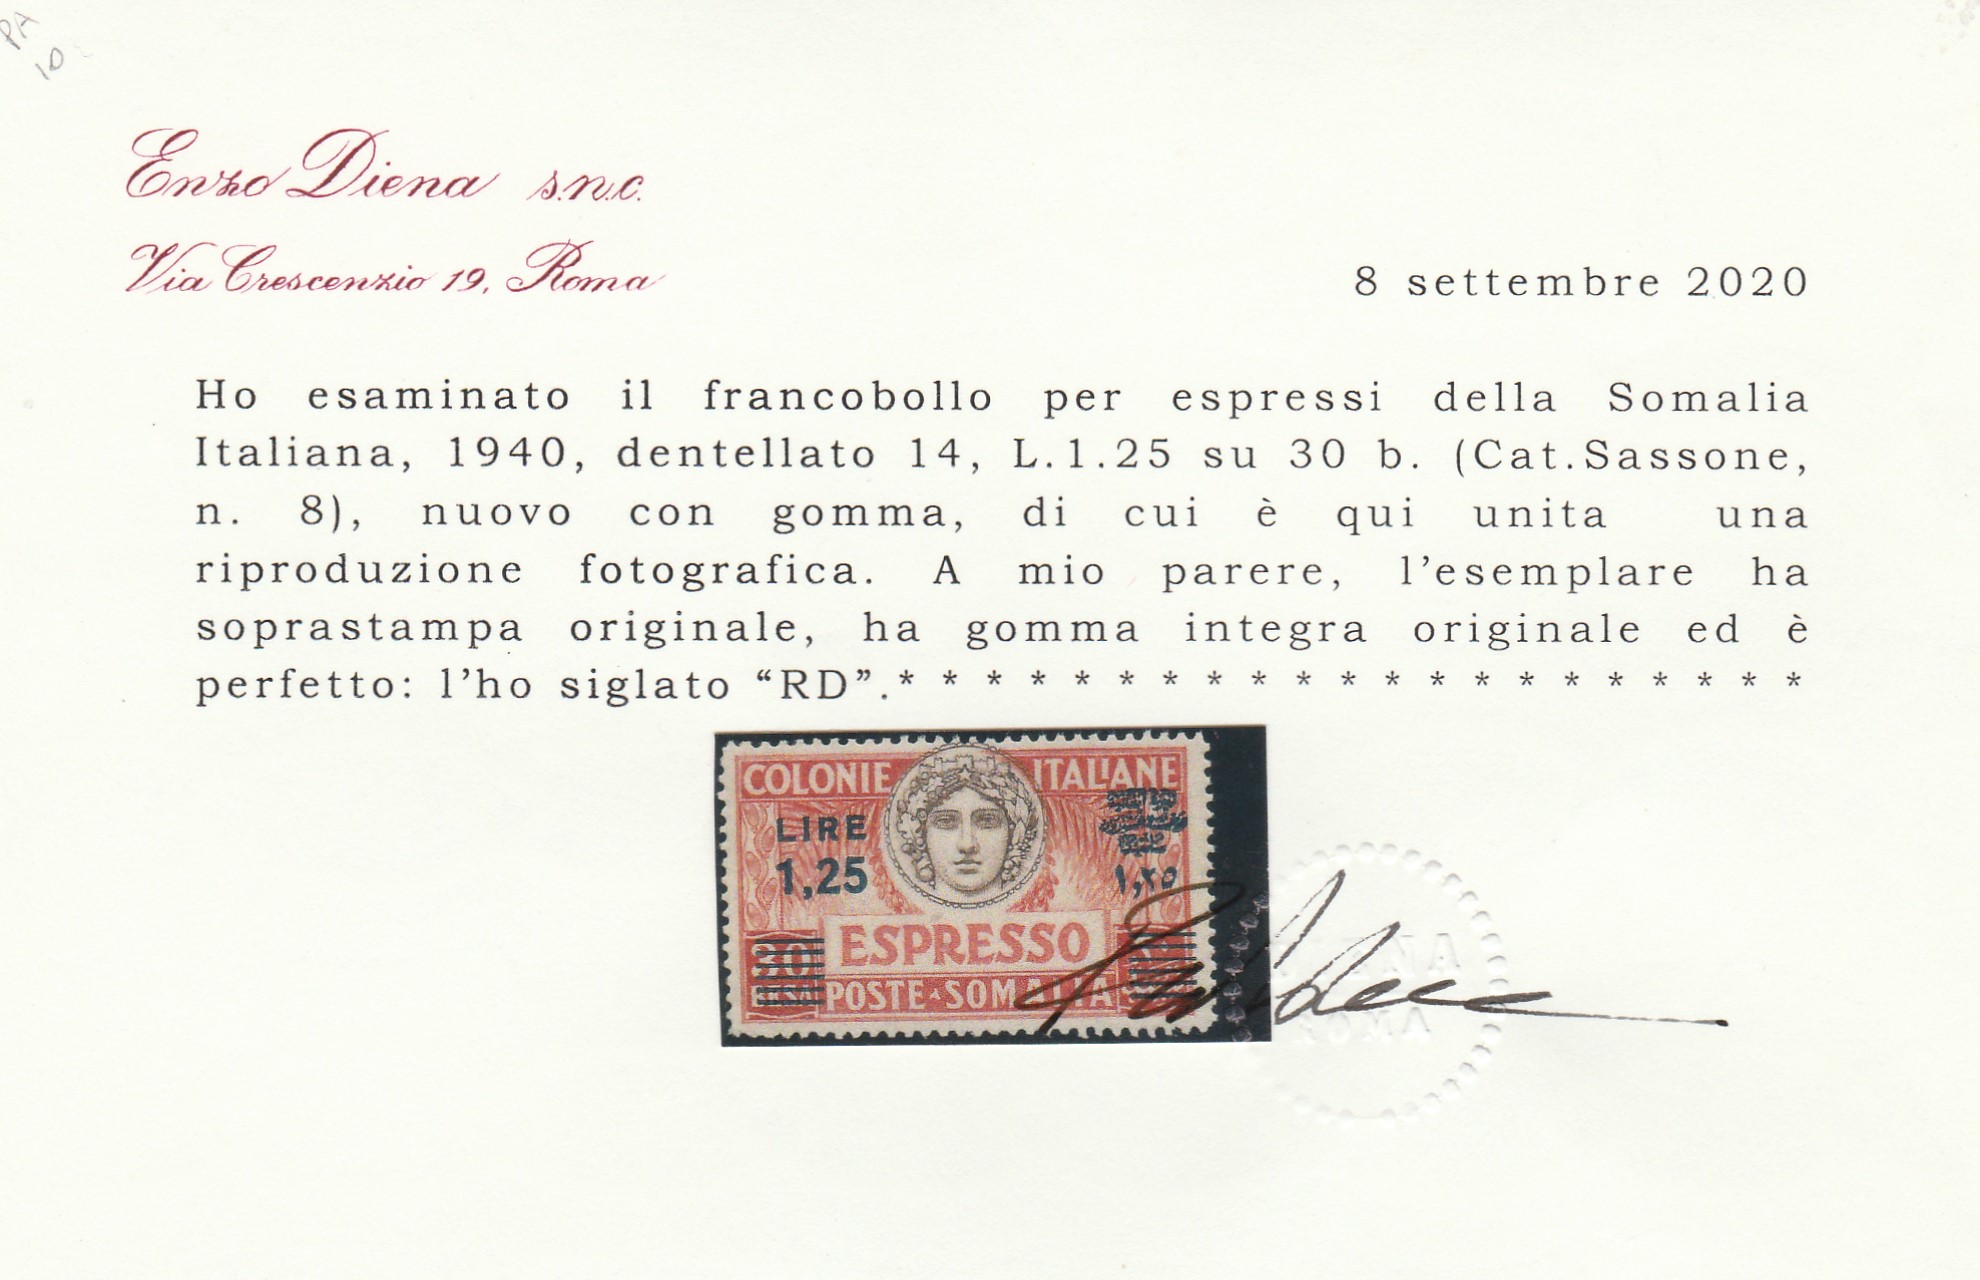 PA
10
Enzo Diena s.n.c.
Via Crescenzio 19, Roma
8 settembre 2020
Ho esaminato il francobollo per espressi della Somalia
Italiana, 1940, dentellato 14, L.1.25 su 30 b. (Cat.Sassone,
n. 8), nuovo con gomma, di cui è qui unita una
riproduzione fotografica. A mio parere, l'esemplare ha
soprastampa originale, ha gomma integra originale ed è
perfetto: l'ho siglato “RD”.* * * * * * * * * * * * * * * * * * * * *
COLONIE ITALIANE
LIRE
1,25
١,٢٥
30
ESPRESSO
POSTE SOMALIA